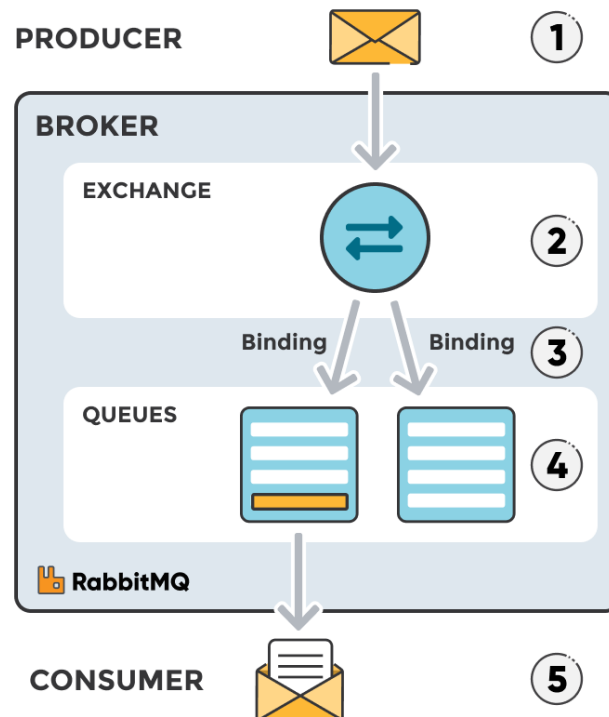 PRODUCER 1
BROKER
EXCHANGE
2
Binding Binding 3
QUEUES
4
RabbitMQ
CONSUMER 5